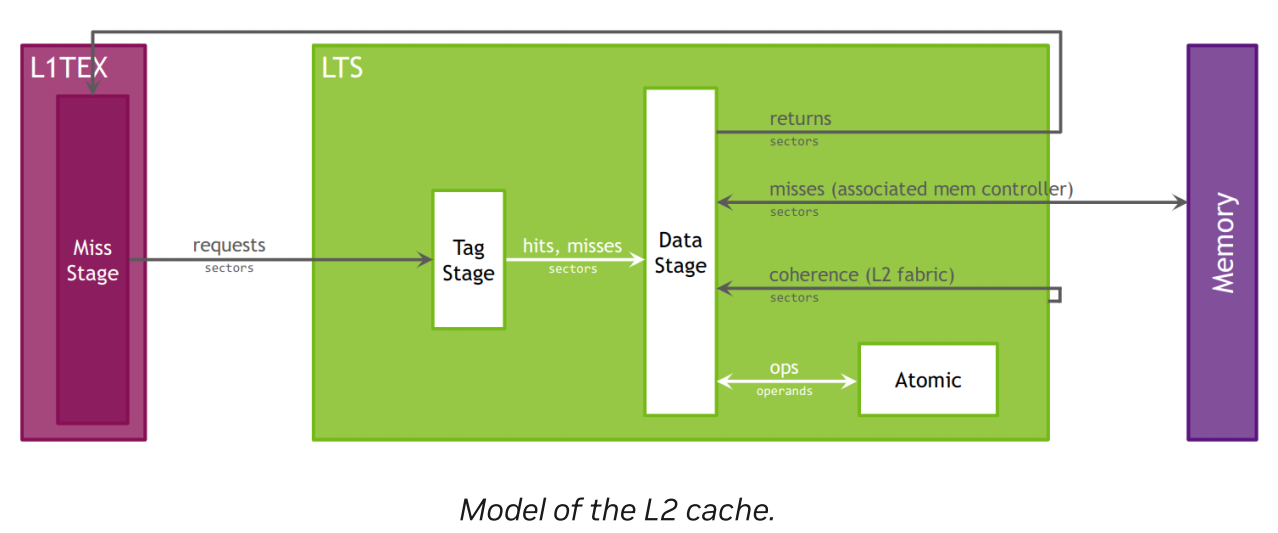 L1TEX
LTS
returns
sectors
misses (associated mem controller)
sectors
Miss
Stage
requests
sectors
Tag
Stage
hits, misses
sectors
Data
Stage
coherence (L2 fabric)
sectors
ops
operands
Atomic
Memory
Model of the L2 cache.